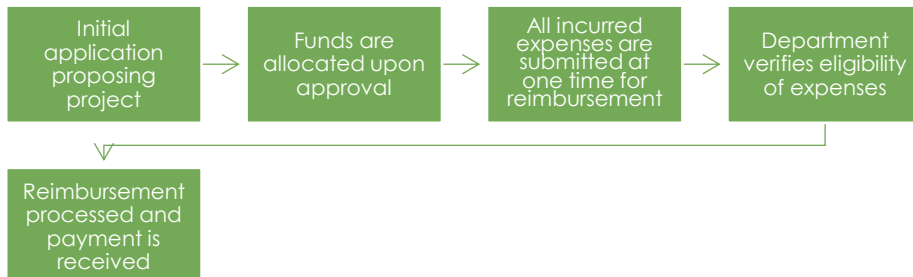 Initial
application
proposing
project
Funds are
allocated upon
approval
All incurred
expenses are
submitted at
one time for
reimbursement
Department
verifies eligibility
of expenses
Reimbursement
processed and
payment is
received